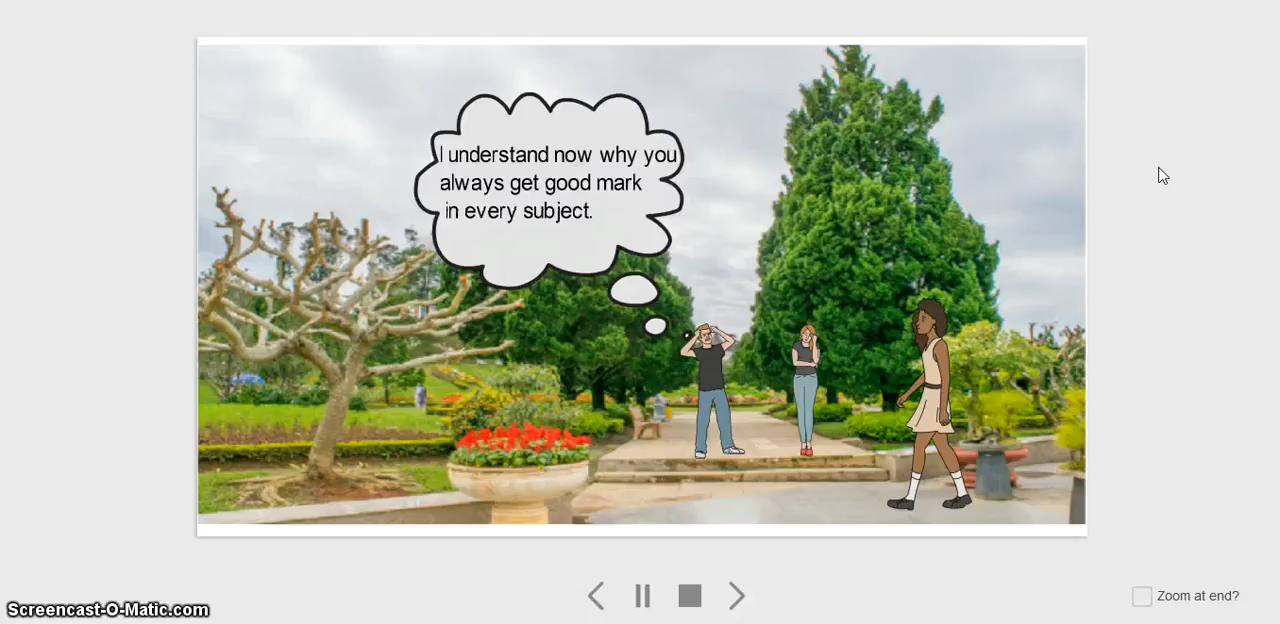 I understand now why you
always get good mark
in every subject.
Zoom at end?
Screencast-O-Matic.com